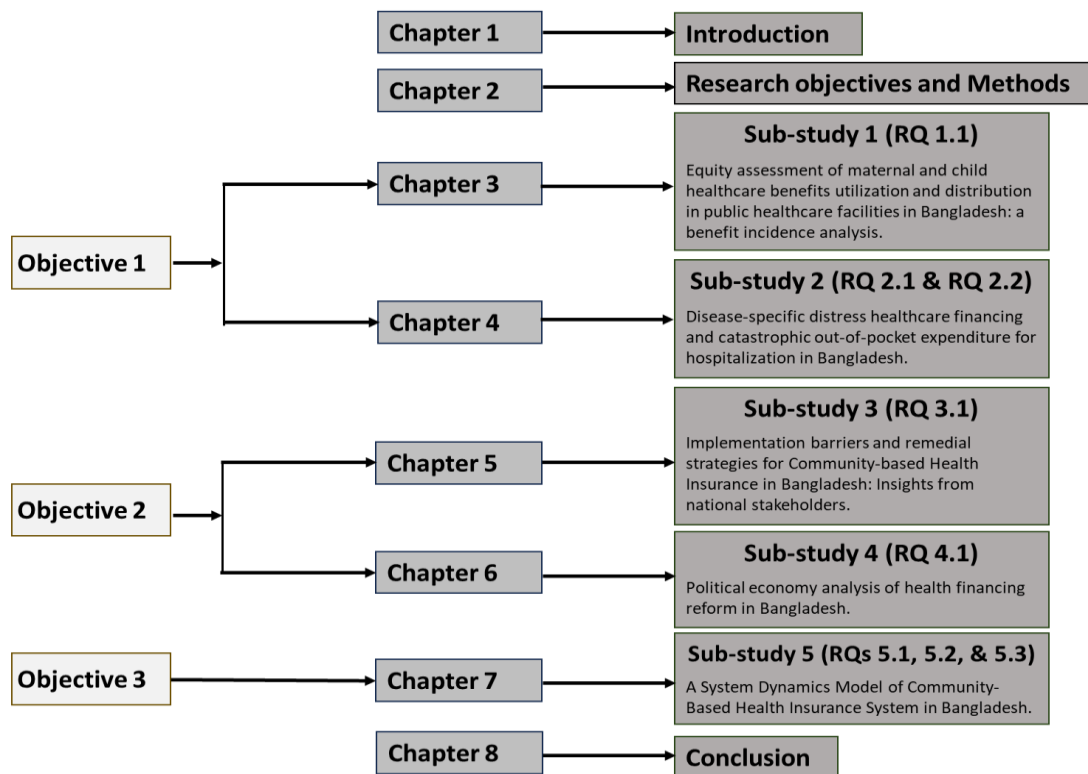 Chapter 1
Introduction
Chapter 2
Research objectives and Methods
Objective 1
Chapter 3
Sub-study 1 (RQ 1.1)
Equity assessment of maternal and child
healthcare benefits utilization and distribution
in public healthcare facilities in Bangladesh: a
benefit incidence analysis.
Chapter 4
Sub-study 2 (RQ 2.1 & RQ 2.2)
Disease-specific distress healthcare financing
and catastrophic out-of-pocket expenditure for
hospitalization in Bangladesh.
Objective 2
Chapter 5
Sub-study 3 (RQ 3.1)
Implementation barriers and remedial
strategies for Community-based Health
Insurance in Bangladesh: Insights from
national stakeholders.
Chapter 6
Sub-study 4 (RQ 4.1)
Political economy analysis of health financing
reform in Bangladesh.
Objective 3
Chapter 7
Sub-study 5 (RQs 5.1, 5.2, & 5.3)
A System Dynamics Model of Community-
Based Health Insurance System in Bangladesh.
Chapter 8
Conclusion